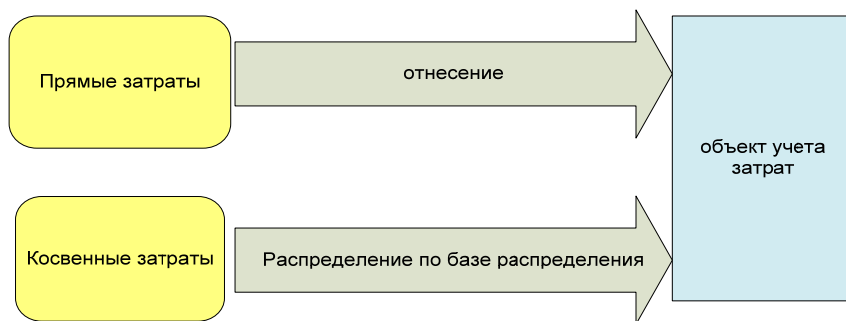 Прямые затраты
отнесение
объект учета
затрат
Косвенные затраты
Распределение по базе распределения